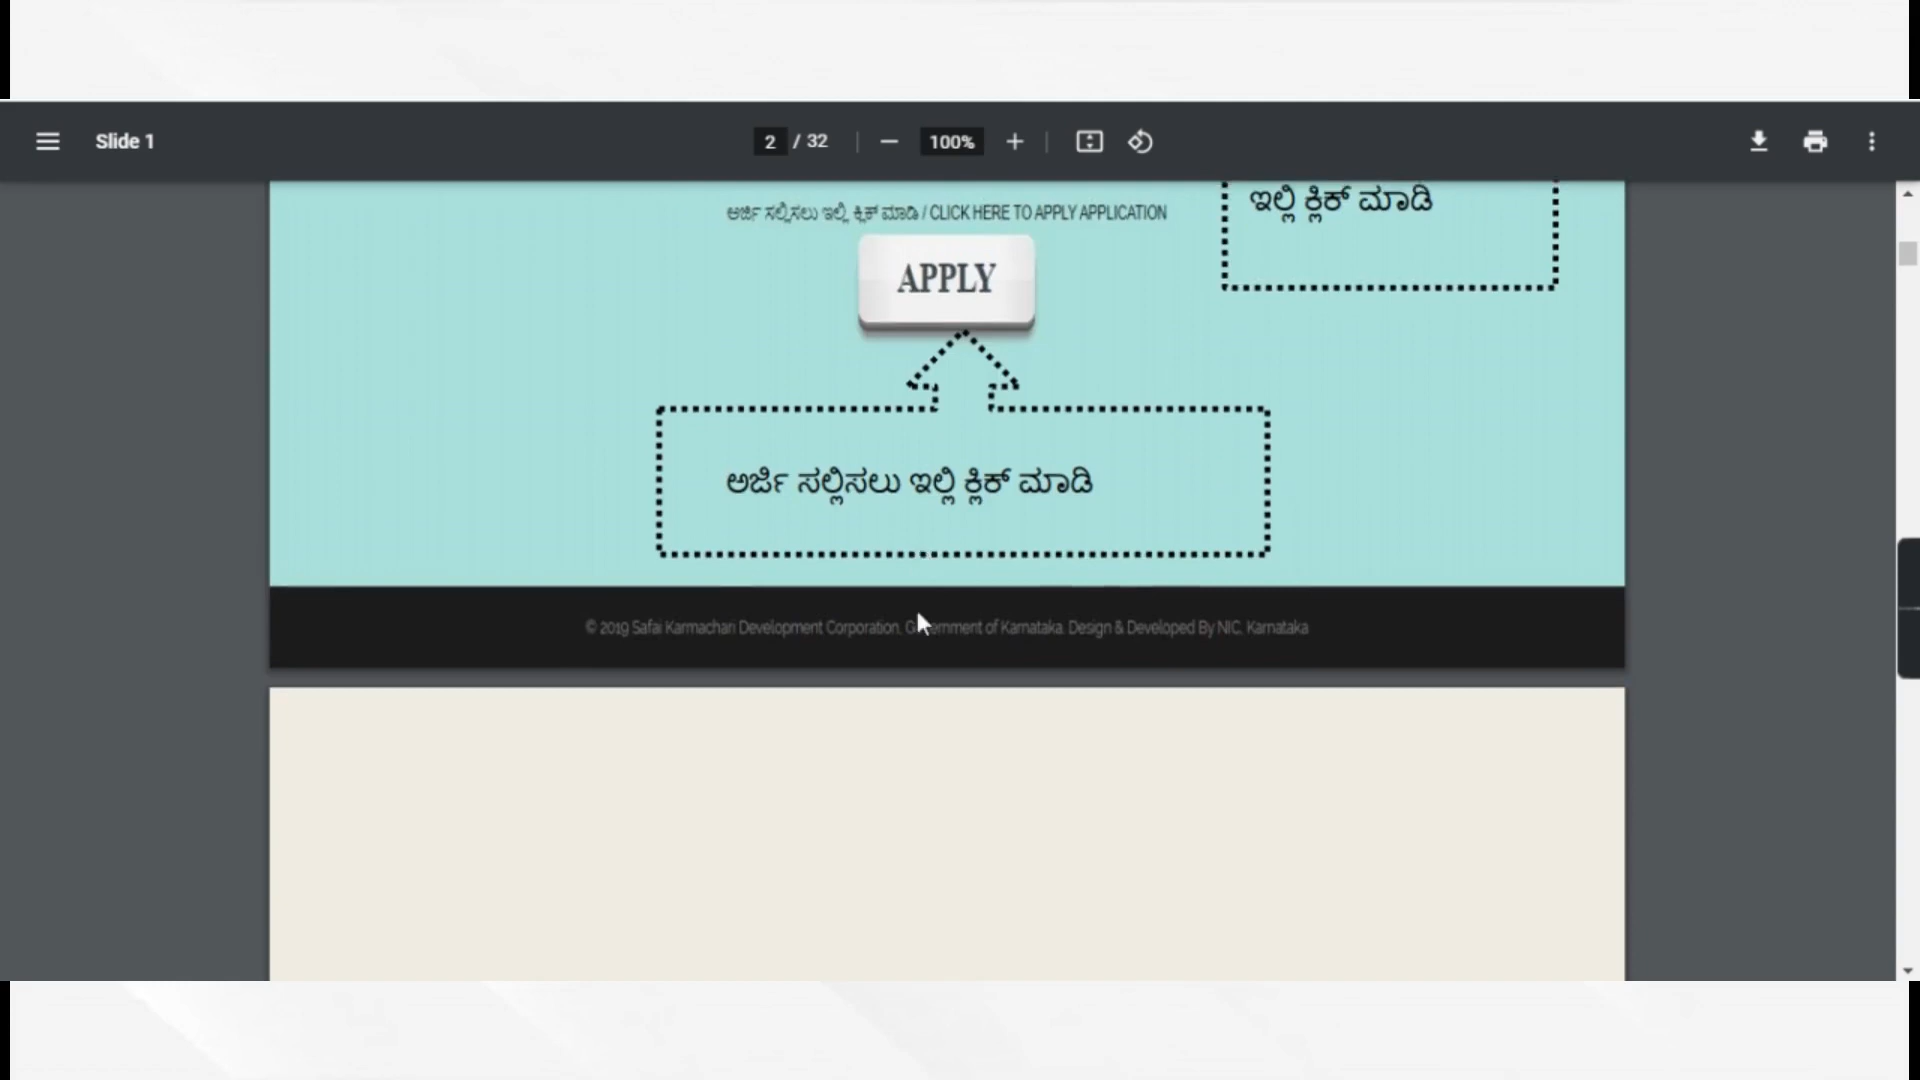 Slide 1
2 / 32
100%
ಇಲ್ಲಿ ಕ್ಲಿಕ್ ಮಾಡಿ
ಅರ್ಜಿ ಸಲ್ಲಿಸಲು ಇಲ್ಲಿ ಕ್ಲಿಕ್ ಮಾಡಿ / CLICK HERE TO APPLY APPLICATION
APPLY
ಅರ್ಜಿ ಸಲ್ಲಿಸಲು ಇಲ್ಲಿ ಕ್ಲಿಕ್ ಮಾಡಿ
© 2019 Safai Karmachari Development Corporation, Government of Karnataka. Design & Developed By NIC, Karnataka